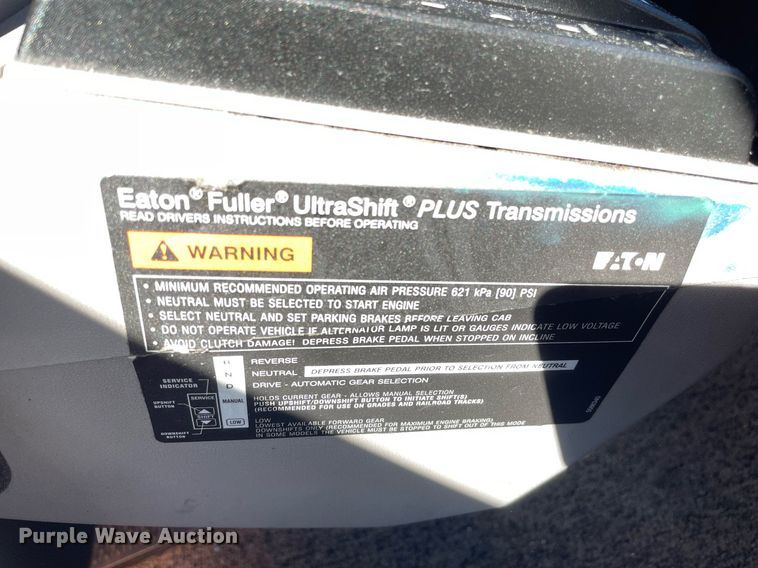 Eaton® Fuller® UltraShift® PLUS Transmissions
READ DRIVERS INSTRUCTIONS BEFORE OPERATING
WARNING
EATON
• MINIMUM RECOMMENDED OPERATING AIR PRESSURE 621 kPa [90] PSI
• NEUTRAL MUST BE SELECTED TO START ENGINE
• SELECT NEUTRAL AND SET PARKING BRAKES BEFORE LEAVING CAB
• DO NOT OPERATE VEHICLE IF ALTERNATOR LAMP IS LIT OR GAUGES INDICATE LOW VOLTAGE
• AVOID CLUTCH DAMAGE! DEPRESS BRAKE PEDAL WHEN STOPPED ON INCLINE
R REVERSE
N NEUTRAL DEPRESS BRAKE PEDAL PRIOR TO SELECTION FROM NEUTRAL
D DRIVE - AUTOMATIC GEAR SELECTION
SERVICE INDICATOR
SERVICE
UPSHIFT BUTTON
SHIFT
DOWNSHIFT BUTTON
MANUAL
HOLDS CURRENT GEAR - ALLOWS MANUAL SELECTION
PUSH UPSHIFT/DOWNSHIFT BUTTON TO INITIATE SHIFT(S)
(RECOMMENDED FOR USE ON GRADES AND RAILROAD TRACKS)
LOW
LOW
LOWEST AVAILABLE FORWARD GEAR
DOWNSHIFTS ONLY (RECOMMENDED FOR MAXIMUM ENGINE BRAKING)
IN SOME MODELS THE VEHICLE MUST BE STOPPED TO SHIFT OUT OF THIS MODE
Purple Wave Auction